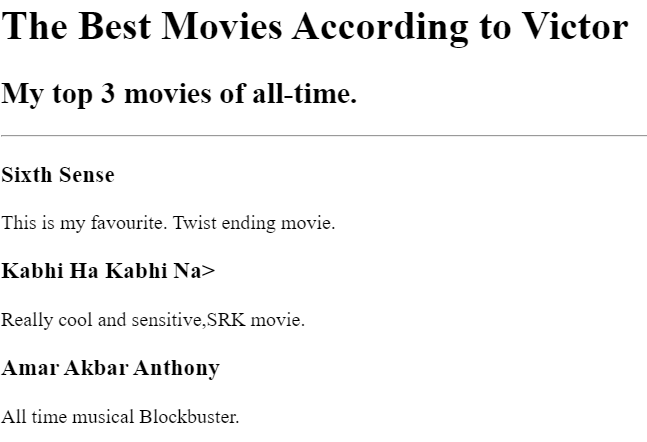 The Best Movies According to Victor
My top 3 movies of all-time.
Sixth Sense
This is my favourite. Twist ending movie.
Kabhi Ha Kabhi Na>
Really cool and sensitive,SRK movie.
Amar Akbar Anthony
All time musical Blockbuster.